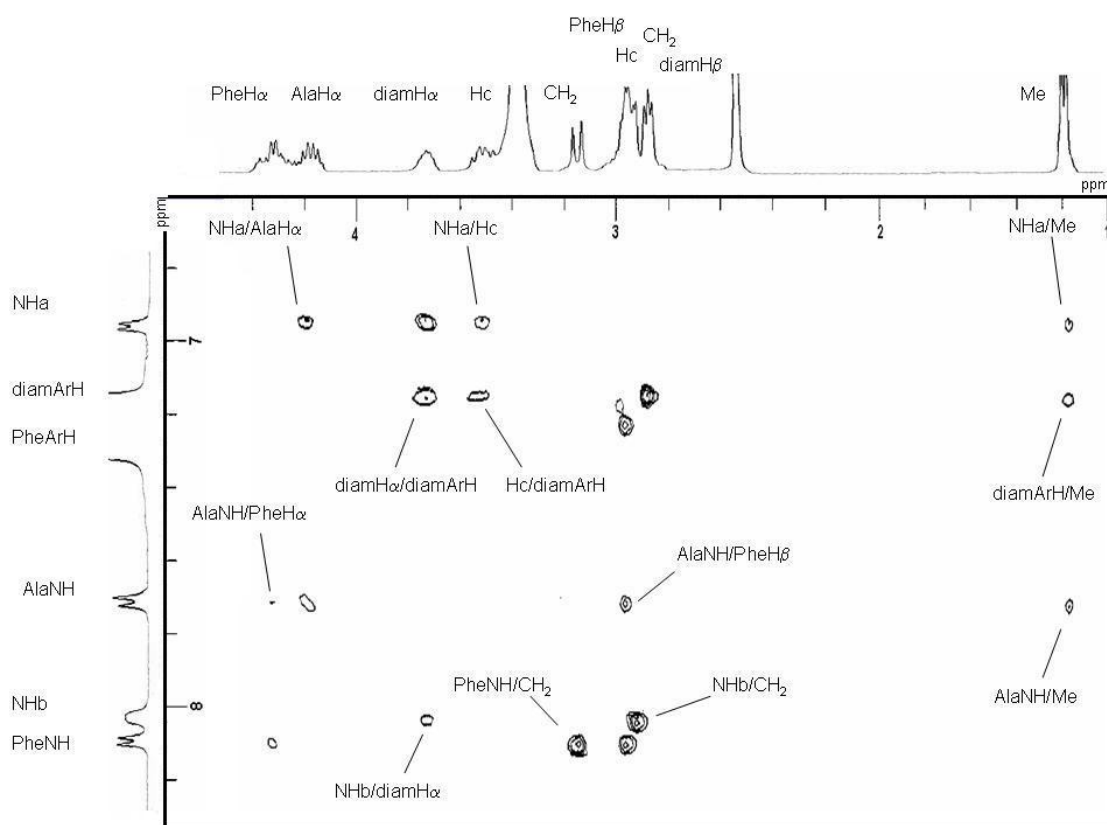 PheHβ
CH₂
Hc
diamHβ
PheHα AlaHα diamHα Hc CH₂ Me
ppm
ppm
4 3 2 1
NHa/AlaHα NHa/Hc NHa/Me
NHa
7
diamArH
PheArH
diamHα/diamArH Hc/diamArH diamArH/Me
AlaNH/PheHα
AlaNH/PheHβ
AlaNH
PheNH/CH₂ NHb/CH₂ AlaNH/Me
NHb
8
PheNH
NHb/diamHα